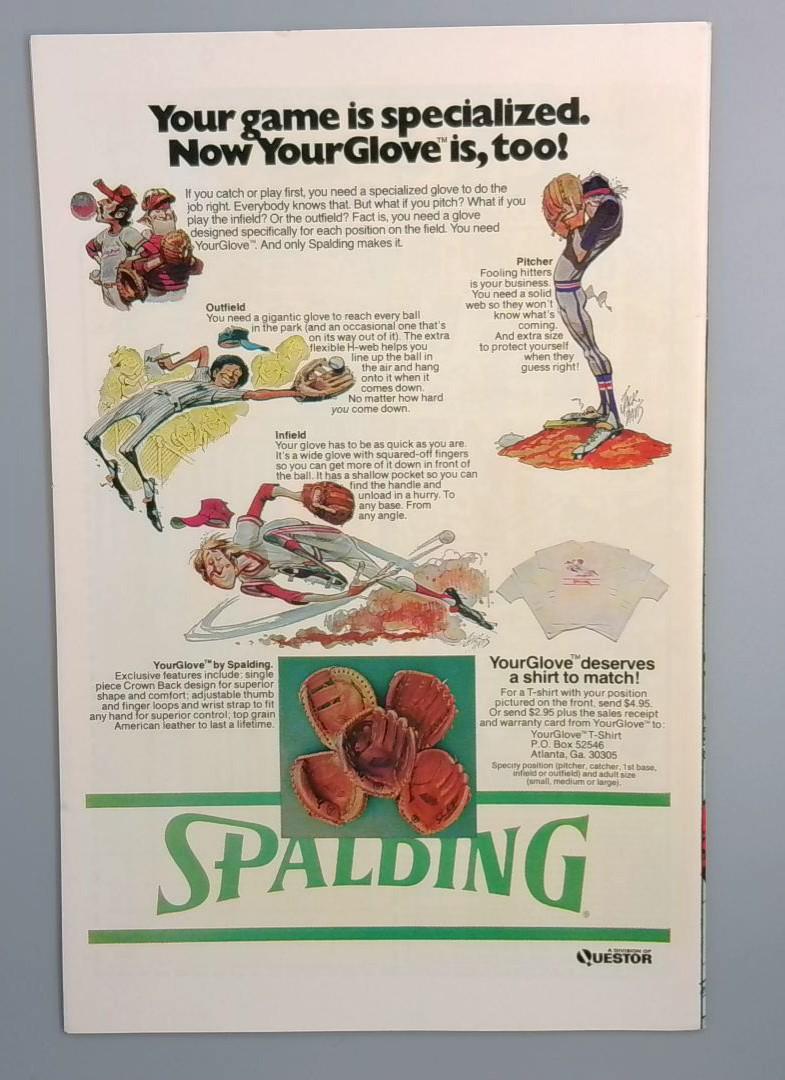 Your game is specialized.
Now YourGlove™ is, too!
If you catch or play first, you need a specialized glove to do the
job right. Everybody knows that. But what if you pitch? What if you
play the infield? Or the outfield? Fact is, you need a glove
designed specifically for each position on the field. You need
YourGlove™. And only Spalding makes it.
Pitcher
Fooling hitters
is your business.
You need a solid
web so they won't
know what's
coming.
And extra size
to protect yourself
when they
guess right!
Outfield
You need a gigantic glove to reach every ball
in the park (and an occasional one that's
on its way out of it). The extra
flexible H-web helps you
line up the ball in
the air and hang
onto it when it
comes down.
No matter how hard
you come down.
JACK
DAVIS
Infield
Your glove has to be as quick as you are.
It's a wide glove with squared-off fingers
so you can get more of it down in front of
the ball. It has a shallow pocket so you can
find the handle and
unload in a hurry. To
any base. From
any angle.
YourGlove™ by Spalding.
Exclusive features include: single
piece Crown Back design for superior
shape and comfort; adjustable thumb
and finger loops and wrist strap to fit
any hand for superior control; top grain
American leather to last a lifetime.
YourGlove™ deserves
a shirt to match!
For a T-shirt with your position
pictured on the front, send $4.95.
Or send $2.95 plus the sales receipt
and warranty card from YourGlove™ to:
YourGlove™ T-Shirt
P.O. Box 52546
Atlanta, Ga. 30305
Specify position (pitcher, catcher, 1st base,
infield or outfield) and adult size
(small, medium or large).
SPALDING®
A DIVISION OF
QUESTOR